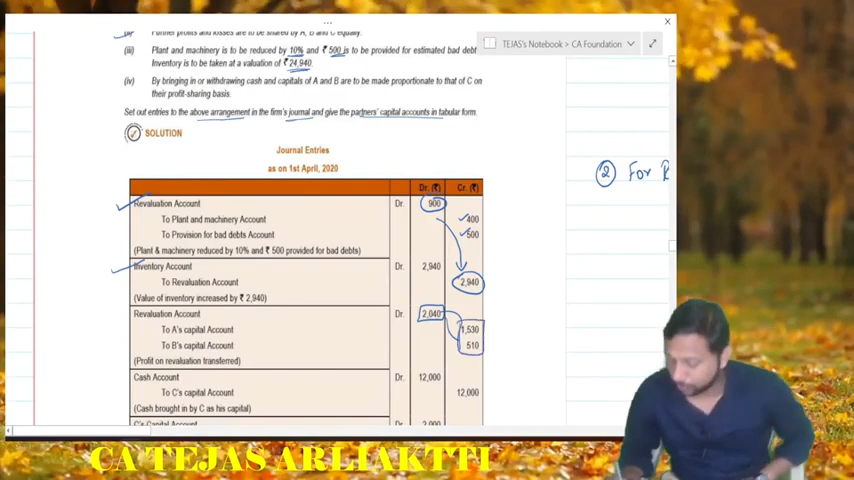 (ii) Further profits and losses are to be shared by A, B and C equally.
TEJAS's Notebook > CA Foundation
(iii) Plant and machinery is to be reduced by 10% and ₹ 500 is to be provided for estimated bad debt
Inventory is to be taken at a valuation of ₹ 24,940.
(iv) By bringing in or withdrawing cash and capitals of A and B are to be made proportionate to that of C on
their profit-sharing basis.
Set out entries to the above arrangement in the firm's journal and give the partners' capital accounts in tabular form.
SOLUTION
Journal Entries
as on 1st April, 2020
Dr. (₹) Cr. (₹)
Revaluation Account Dr. 900
To Plant and machinery Account 400
To Provision for bad debts Account 500
(Plant & machinery reduced by 10% and ₹ 500 provided for bad debts)
Inventory Account Dr. 2,940
To Revaluation Account 2,940
(Value of inventory increased by ₹ 2,940)
Revaluation Account Dr. 2,040
To A's capital Account 1,530
To B's capital Account 510
(Profit on revaluation transferred)
Cash Account Dr. 12,000
To C's capital Account 12,000
(Cash brought in by C as his capital)
C's Capital Account Dr. 2,000
② For R
CA TEJAS ARLIAKTTI